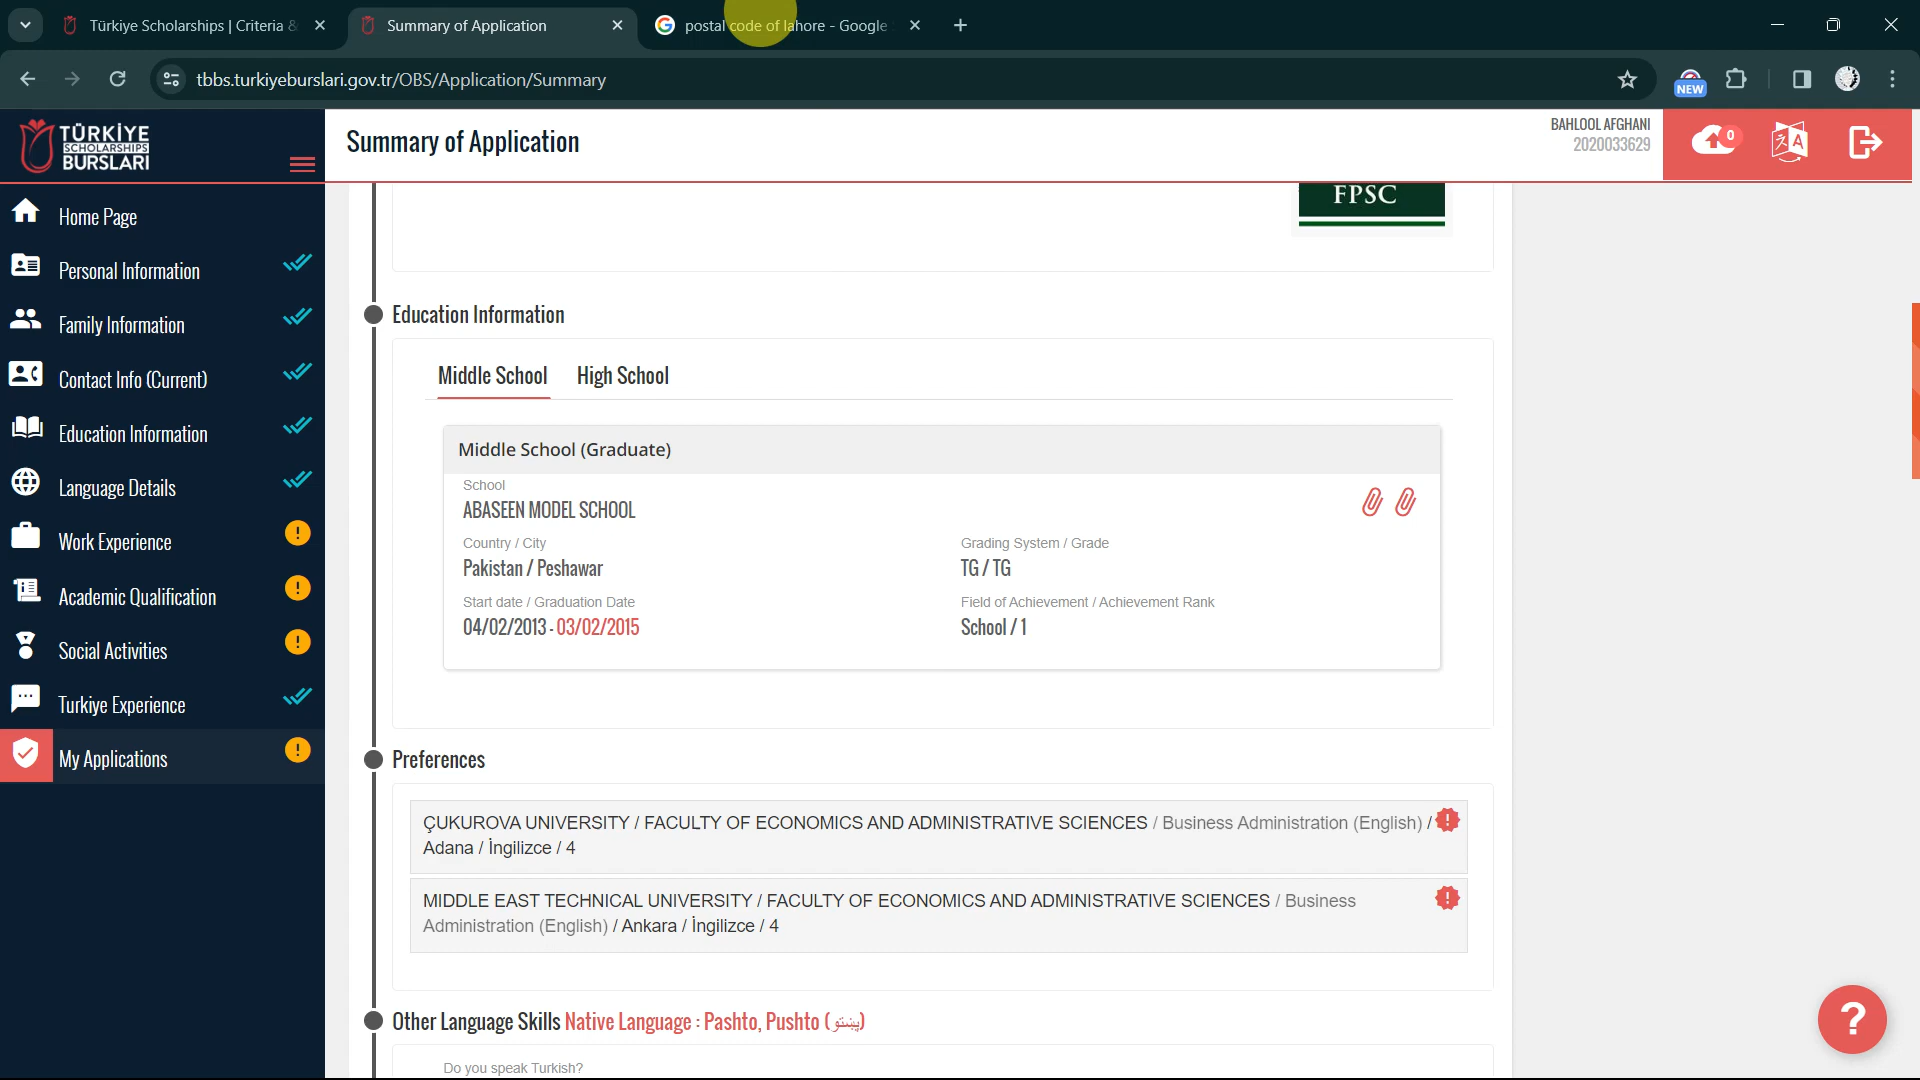 Türkiye Scholarships | Criteria &
Summary of Application
postal code of lahore - Google
tbbs.turkiyeburslari.gov.tr/OBS/Application/Summary
NEW
TÜRKİYE
SCHOLARSHIPS
BURSLARI
Summary of Application
BAHLOOL AFGHANI
2020033629
0
A
Home Page
Personal Information
Family Information
Contact Info (Current)
Education Information
Language Details
Work Experience
!
Academic Qualification
!
Social Activities
!
Turkiye Experience
My Applications
!
FPSC
Education Information
Middle School
High School
Middle School (Graduate)
School
ABASEEN MODEL SCHOOL
Country / City
Grading System / Grade
Pakistan / Peshawar
TG / TG
Start date / Graduation Date
Field of Achievement / Achievement Rank
04/02/2013 - 03/02/2015
School / 1
Preferences
ÇUKUROVA UNIVERSITY / FACULTY OF ECONOMICS AND ADMINISTRATIVE SCIENCES / Business Administration (English) /
!
Adana / İngilizce / 4
MIDDLE EAST TECHNICAL UNIVERSITY / FACULTY OF ECONOMICS AND ADMINISTRATIVE SCIENCES / Business
!
Administration (English) / Ankara / İngilizce / 4
Other Language Skills Native Language : Pashto, Pushto (پښتو)
Do you speak Turkish?
?